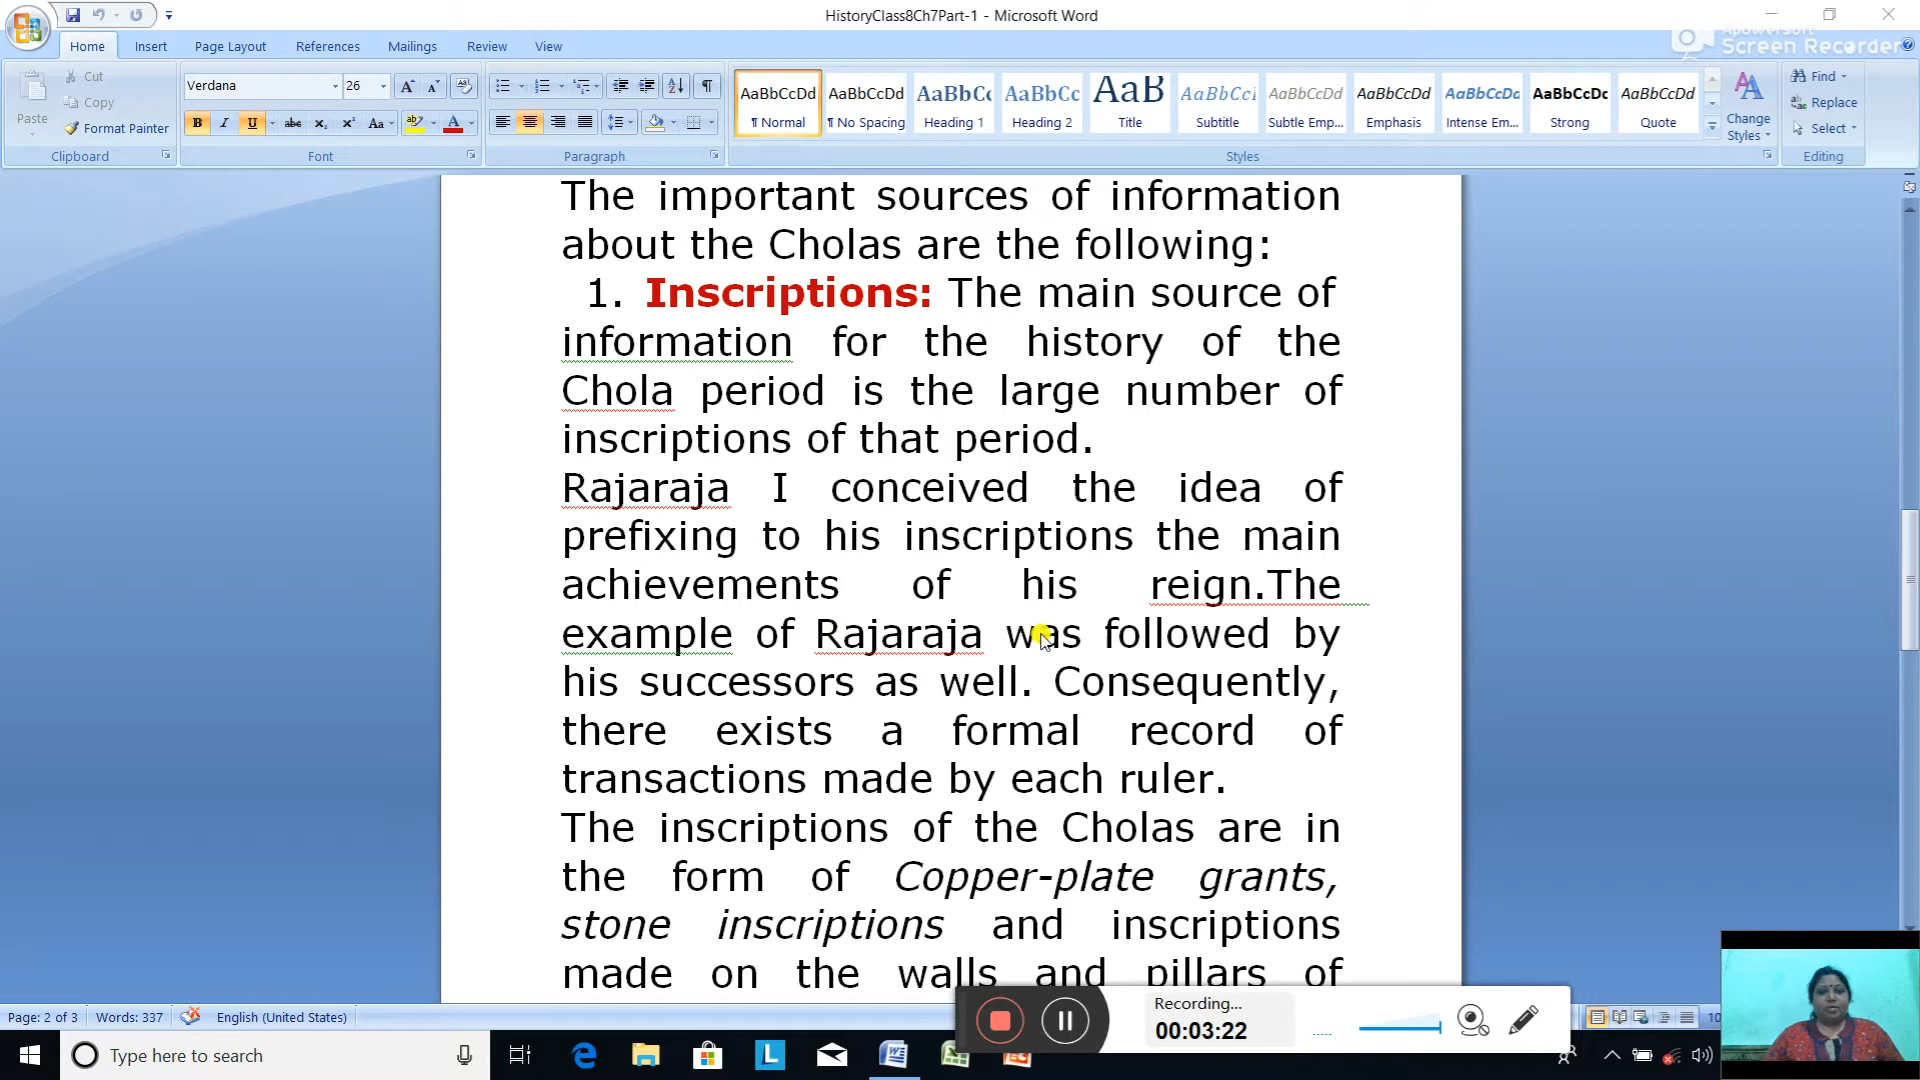 HistoryClass8Ch7Part-1 - Microsoft Word
Apowersoft
Screen Recorder
Home Insert Page Layout References Mailings Review View
Cut
Copy
Format Painter
Paste
Clipboard
Verdana 26
Font
Paragraph
AaBbCcDd AaBbCcDd AaBbCc AaBbCc AaB AaBbCcI AaBbCcDd AaBbCcDd AaBbCcDd AaBbCcDc AaBbCcDd
¶ Normal ¶ No Spacing Heading 1 Heading 2 Title Subtitle Subtle Emp... Emphasis Intense Em... Strong Quote
Styles
Change
Styles
Find
Replace
Select
Editing
The important sources of information
about the Cholas are the following:
1. Inscriptions: The main source of
information for the history of the
Chola period is the large number of
inscriptions of that period.
Rajaraja I conceived the idea of
prefixing to his inscriptions the main
achievements of his reign.The
example of Rajaraja was followed by
his successors as well. Consequently,
there exists a formal record of
transactions made by each ruler.
The inscriptions of the Cholas are in
the form of Copper-plate grants,
stone inscriptions and inscriptions
made on the walls and pillars of
Recording...
00:03:22
Page: 2 of 3 Words: 337 English (United States)
Type here to search